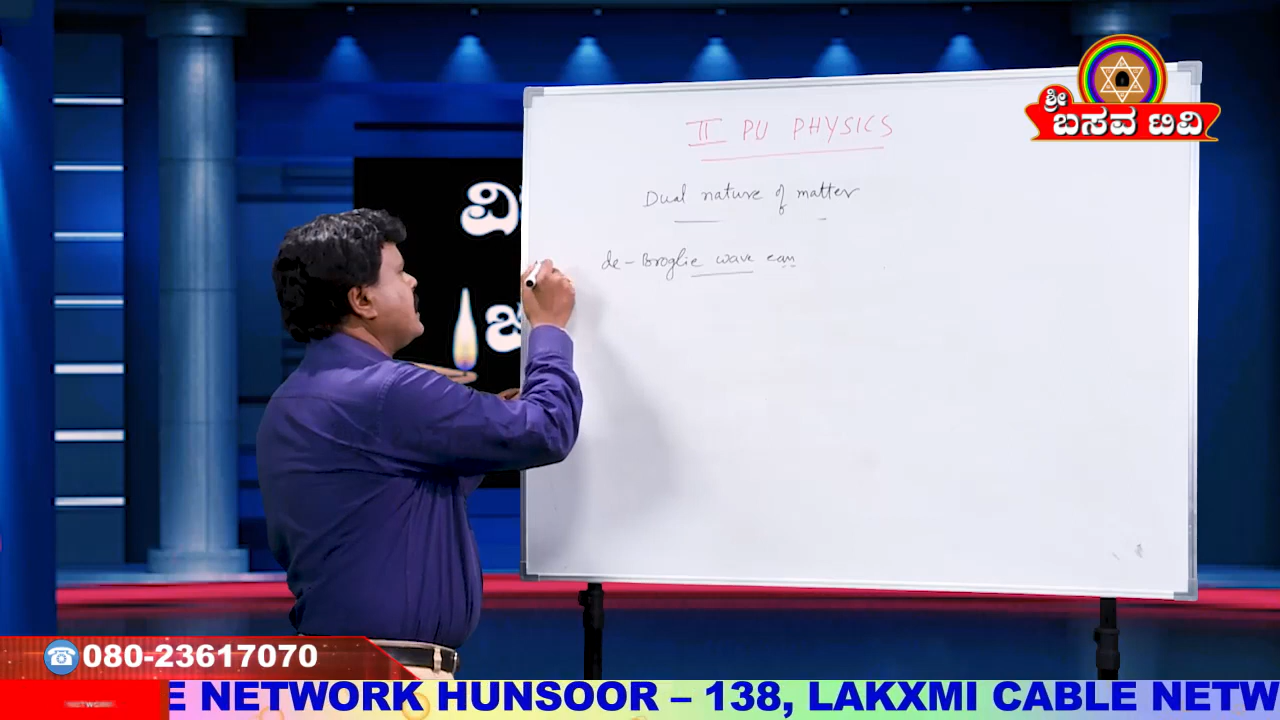 ಶ್ರೀ
ಬಸವ ಟಿವಿ
II PU PHYSICS
Dual nature of matter
de-Broglie wave eqn
080-23617070
E NETWORK HUNSOOR – 138, LAKXMI CABLE NETW
NETWORK